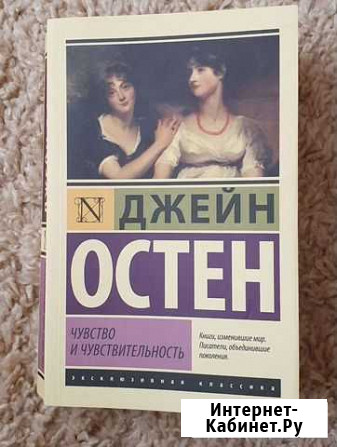 N
ДЖЕЙН
ОСТЕН
ЧУВСТВО
И ЧУВСТВИТЕЛЬНОСТЬ
Книги, изменившие мир.
Писатели, объединившие
поколения.
ЭКСКЛЮЗИВНАЯ КЛАССИКА
Интернет-
Кабинет.Ру